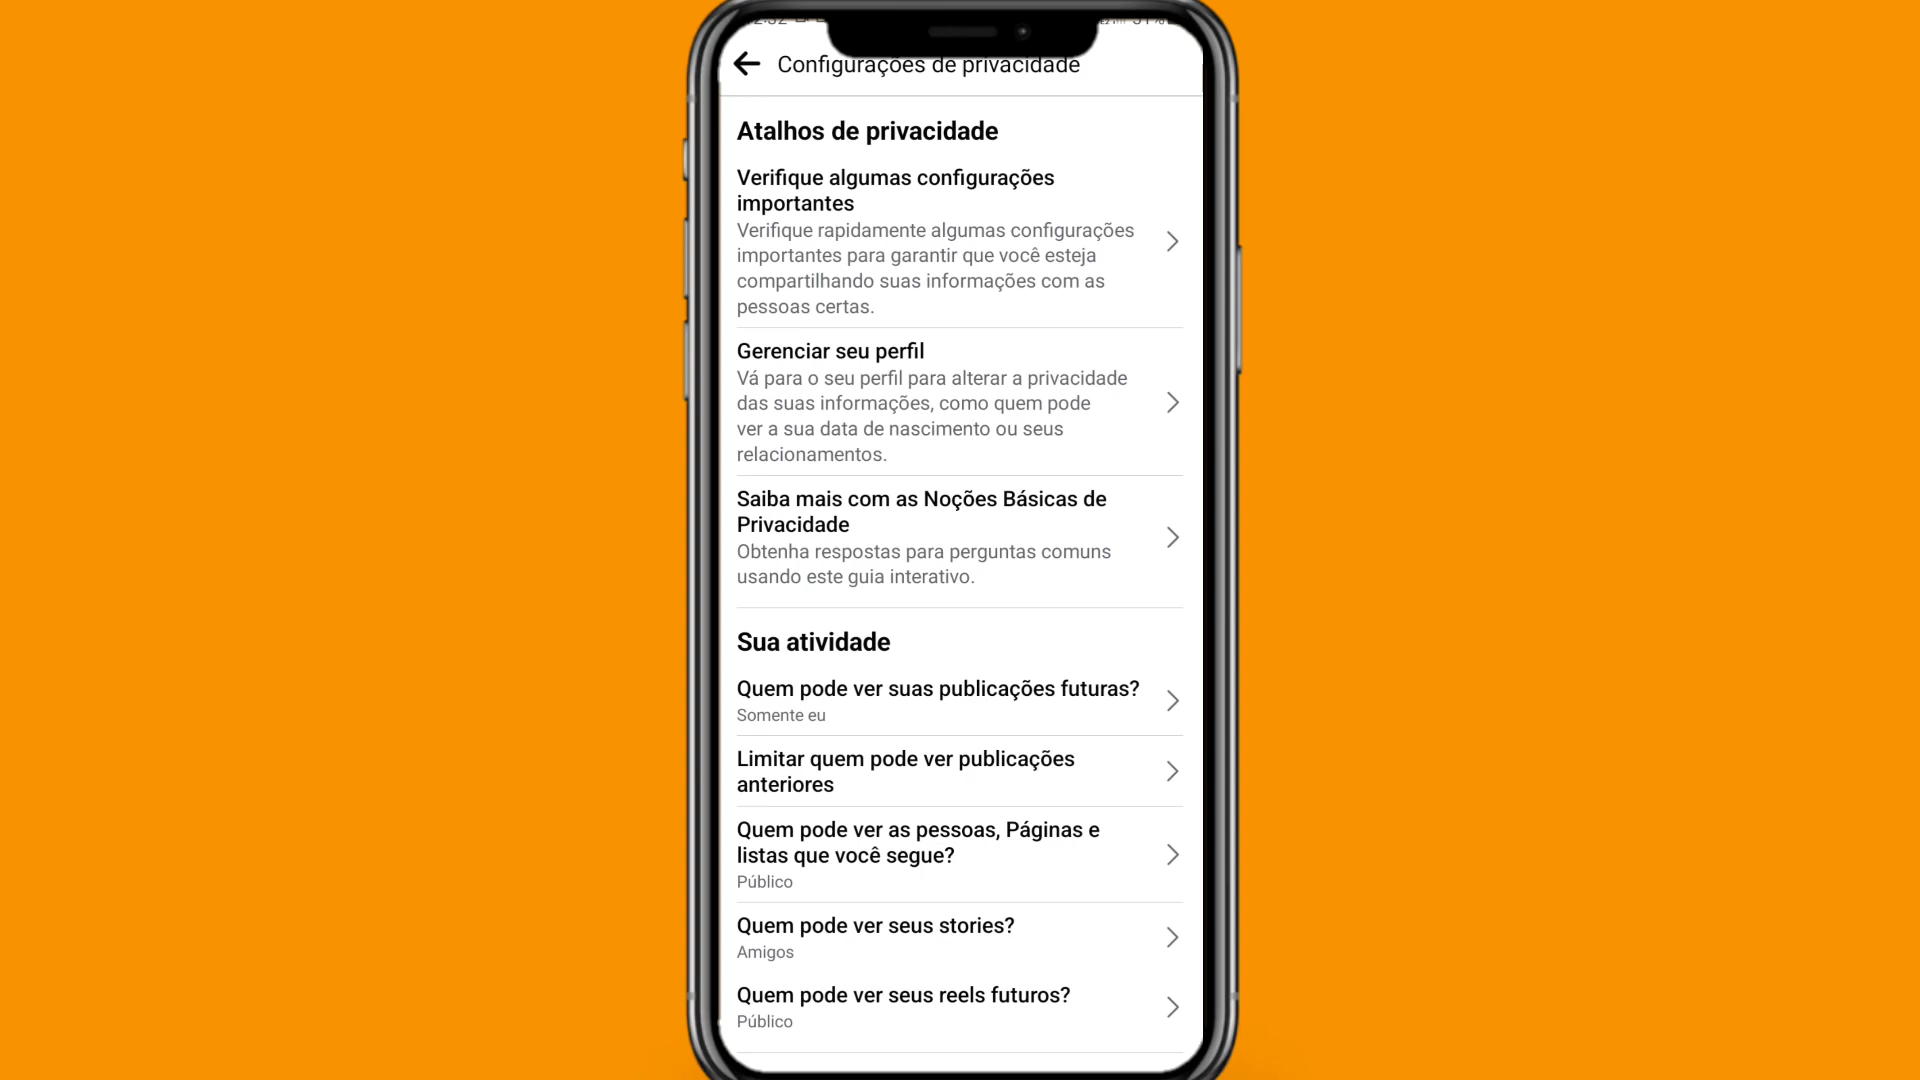 Configurações de privacidade
Atalhos de privacidade
Verifique algumas configurações
importantes
Verifique rapidamente algumas configurações
importantes para garantir que você esteja
compartilhando suas informações com as
pessoas certas.
Gerenciar seu perfil
Vá para o seu perfil para alterar a privacidade
das suas informações, como quem pode
ver a sua data de nascimento ou seus
relacionamentos.
Saiba mais com as Noções Básicas de
Privacidade
Obtenha respostas para perguntas comuns
usando este guia interativo.
Sua atividade
Quem pode ver suas publicações futuras?
Somente eu
Limitar quem pode ver publicações
anteriores
Quem pode ver as pessoas, Páginas e
listas que você segue?
Público
Quem pode ver seus stories?
Amigos
Quem pode ver seus reels futuros?
Público